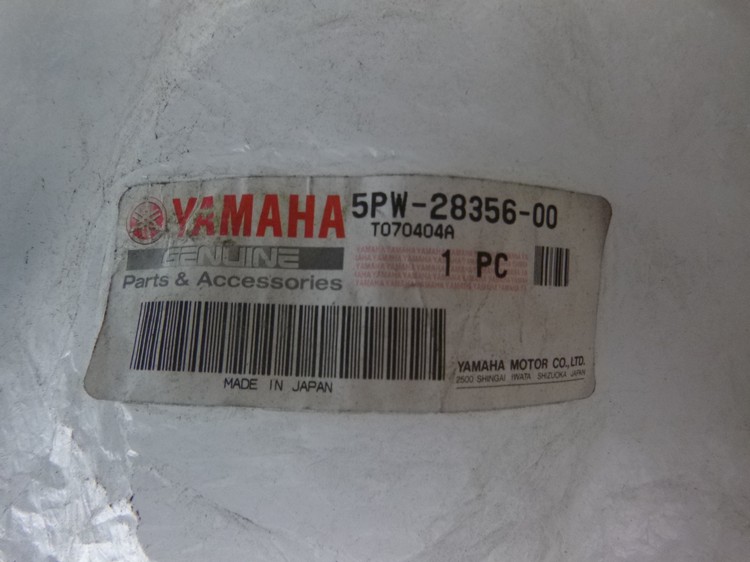 YAMAHA
5PW-28356-00
T070404A
GENUINE
Parts & Accessories
1 PC
MADE IN JAPAN
YAMAHA MOTOR CO., LTD.
2500 SHINGAI IWATA SHIZUOKA JAPAN